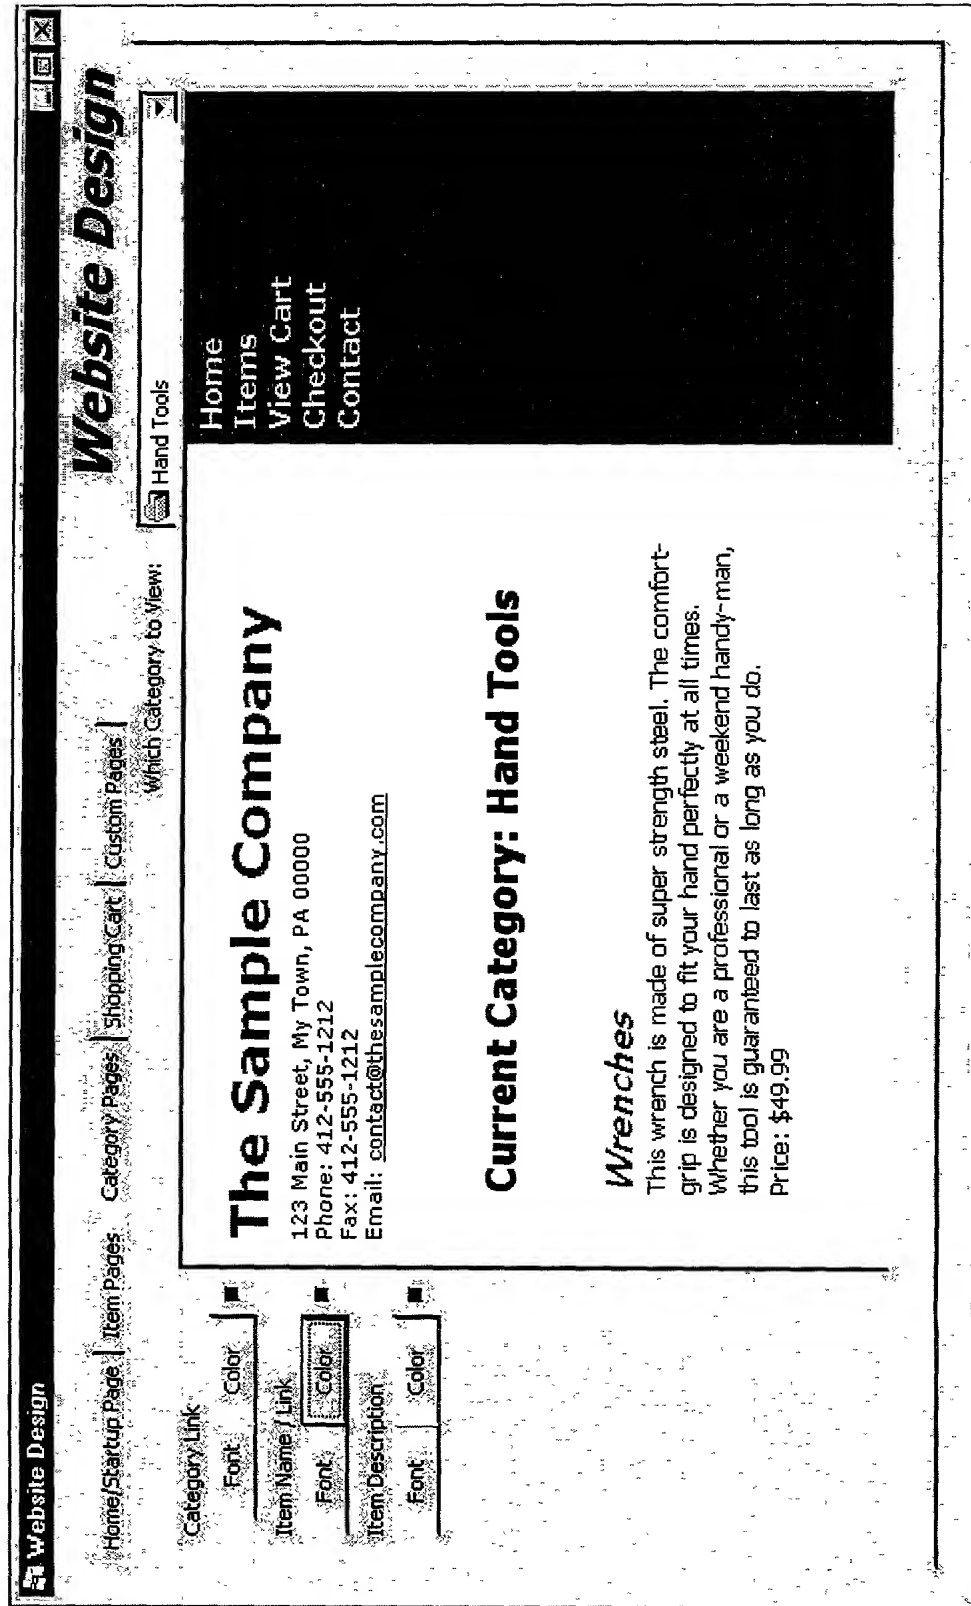 Website Design
Website Design
Home/Startup Page | Item Pages Category Pages | Shopping Cart | Custom Pages
Which Category to View:
Hand Tools
Category Link
Font Color
Item Name / Link
Font Color
Item Description
Font Color
The Sample Company
123 Main Street, My Town, PA 00000
Phone: 412-555-1212
Fax: 412-555-1212
Email: contact@thesamplecompany.com
Current Category: Hand Tools
Wrenches
This wrench is made of super strength steel. The comfort-
grip is designed to fit your hand perfectly at all times.
Whether you are a professional or a weekend handy-man,
this tool is guaranteed to last as long as you do.
Price: $49.99
Home
Items
View Cart
Checkout
Contact